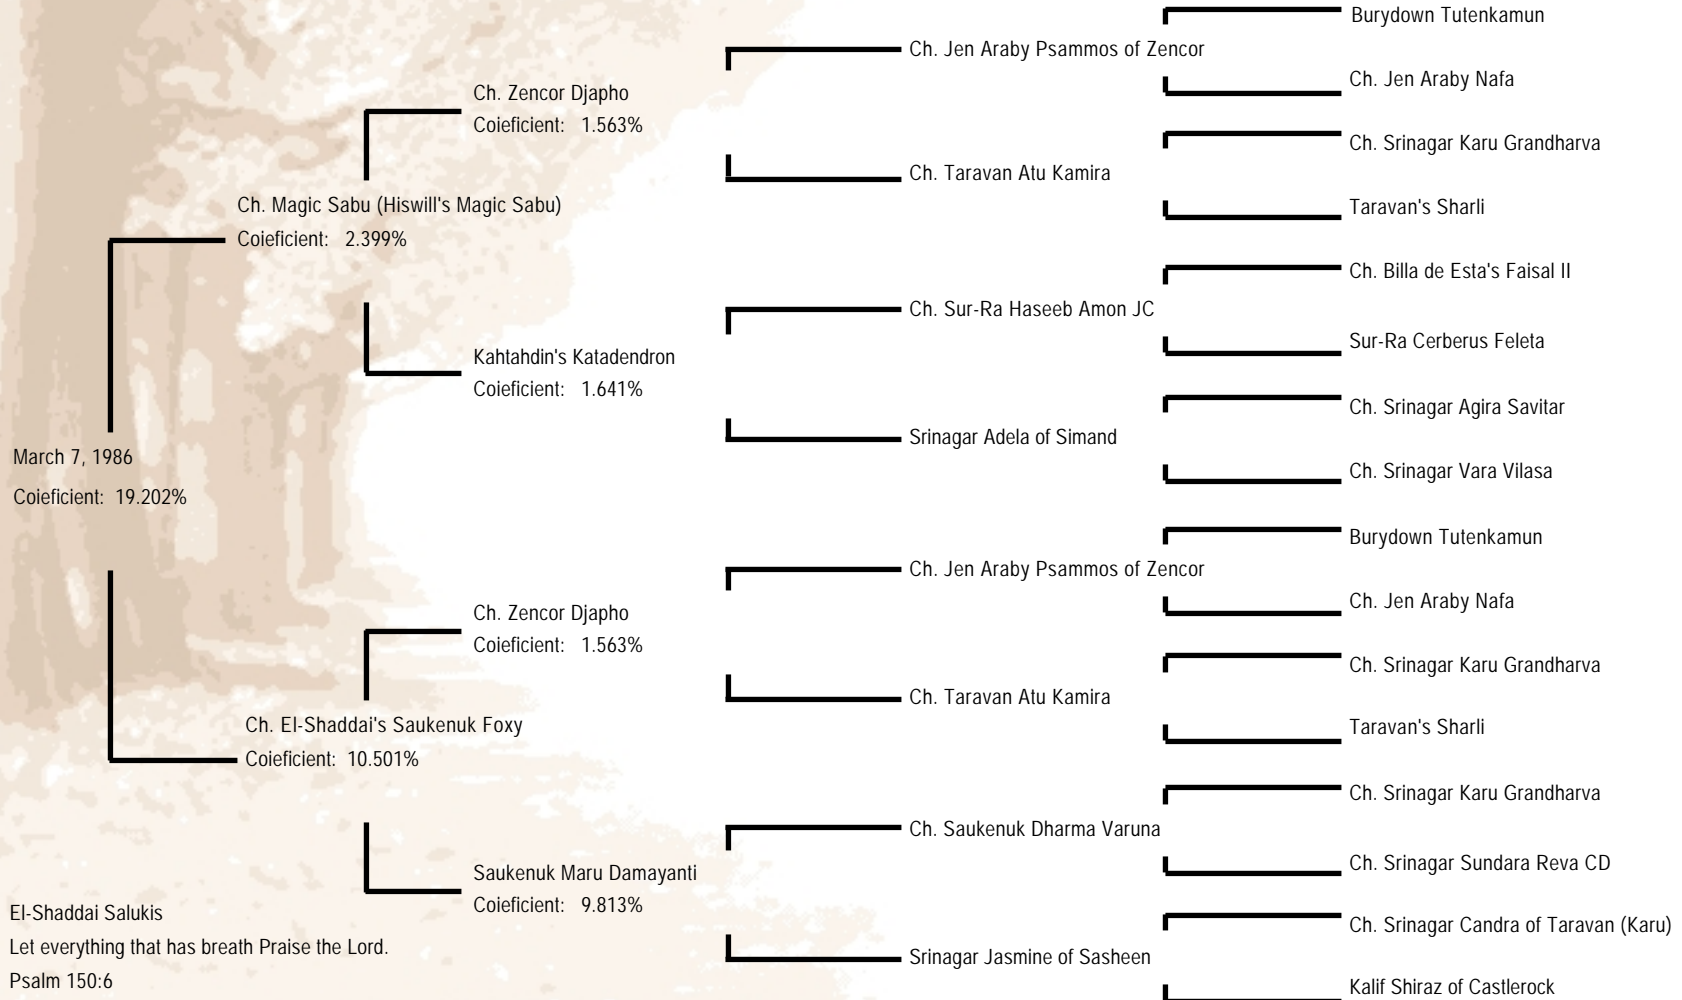 Burydown Tutenkamun
Ch. Jen Araby Psammos of Zencor
Ch. Jen Araby Nafa
Ch. Zencor Djapho
Coieficient: 1.563%
Ch. Srinagar Karu Grandharva
Ch. Taravan Atu Kamira
Taravan's Sharli
Ch. Magic Sabu (Hiswill's Magic Sabu)
Coieficient: 2.399%
Ch. Billa de Esta's Faisal II
Ch. Sur-Ra Haseeb Amon JC
Sur-Ra Cerberus Feleta
Kahtahdin's Katadendron
Coieficient: 1.641%
Ch. Srinagar Agira Savitar
Srinagar Adela of Simand
Ch. Srinagar Vara Vilasa
March 7, 1986
Coieficient: 19.202%
Burydown Tutenkamun
Ch. Jen Araby Psammos of Zencor
Ch. Jen Araby Nafa
Ch. Zencor Djapho
Coieficient: 1.563%
Ch. Srinagar Karu Grandharva
Ch. Taravan Atu Kamira
Taravan's Sharli
Ch. El-Shaddai's Saukenuk Foxy
Coieficient: 10.501%
Ch. Srinagar Karu Grandharva
Ch. Saukenuk Dharma Varuna
Ch. Srinagar Sundara Reva CD
Saukenuk Maru Damayanti
Coieficient: 9.813%
Ch. Srinagar Candra of Taravan (Karu)
Srinagar Jasmine of Sasheen
Kalif Shiraz of Castlerock
El-Shaddai Salukis
Let everything that has breath Praise the Lord.
Psalm 150:6